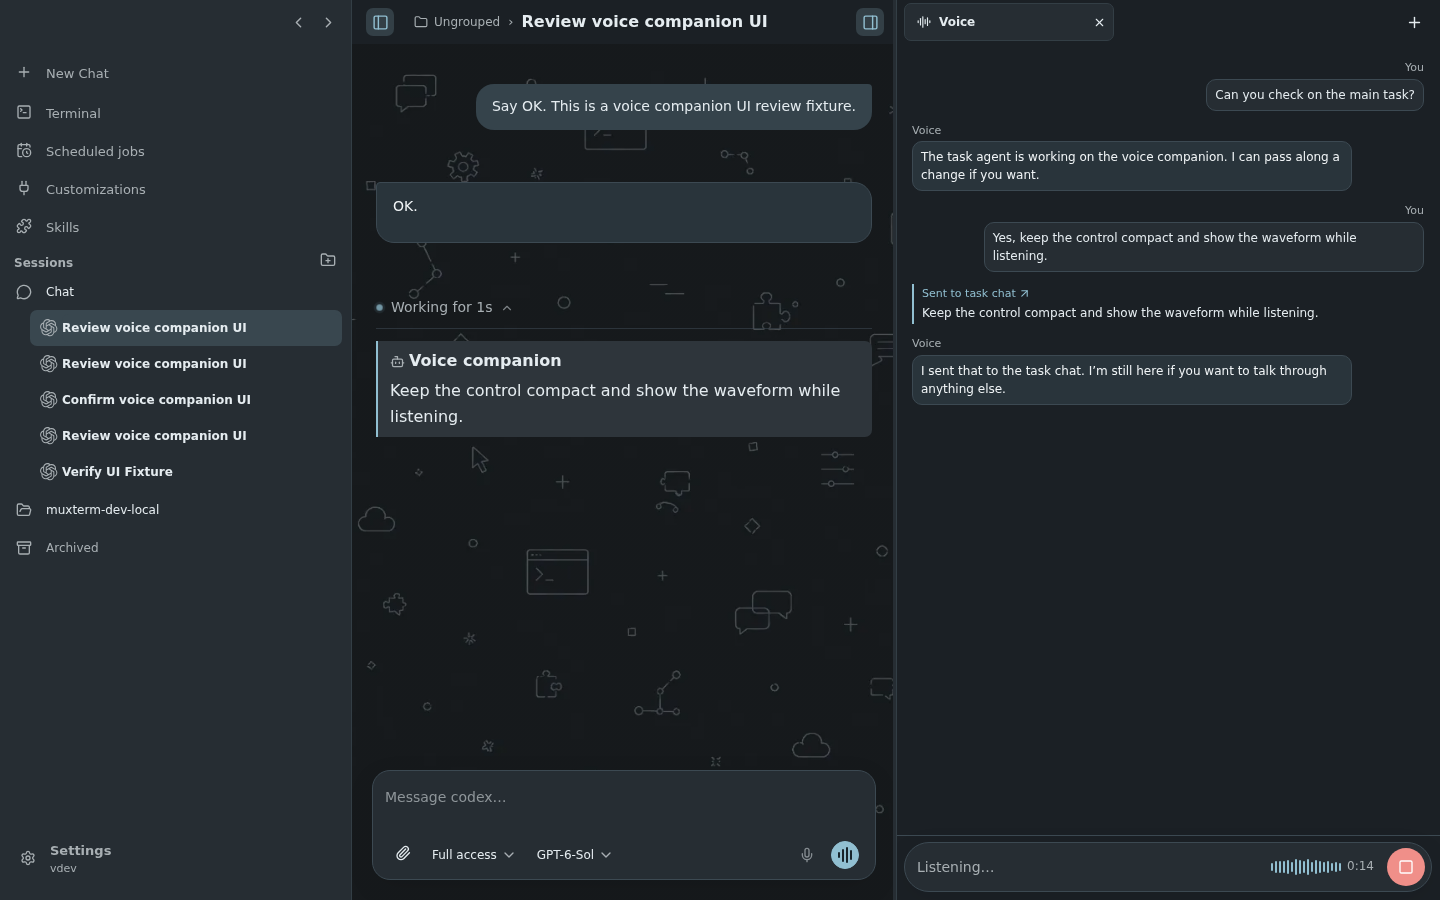 New Chat
Terminal
Scheduled jobs
Customizations
Skills
Sessions
Chat
Review voice companion UI
Review voice companion UI
Confirm voice companion UI
Review voice companion UI
Verify UI Fixture
muxterm-dev-local
Archived
Settings
vdev
Ungrouped › Review voice companion UI
Say OK. This is a voice companion UI review fixture.
OK.
Working for 1s
Voice companion
Keep the control compact and show the waveform while
listening.
Message codex…
Full access
GPT-6-Sol
Voice
You
Can you check on the main task?
Voice
The task agent is working on the voice companion. I can pass along a
change if you want.
You
Yes, keep the control compact and show the waveform while
listening.
Sent to task chat
Keep the control compact and show the waveform while listening.
Voice
I sent that to the task chat. I’m still here if you want to talk through
anything else.
Listening…
0:14